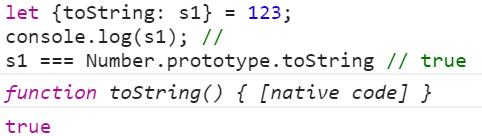 let {toString: s1} = 123;
console.log(s1); //
s1 === Number.prototype.toString // true
function toString() { [native code] }
true